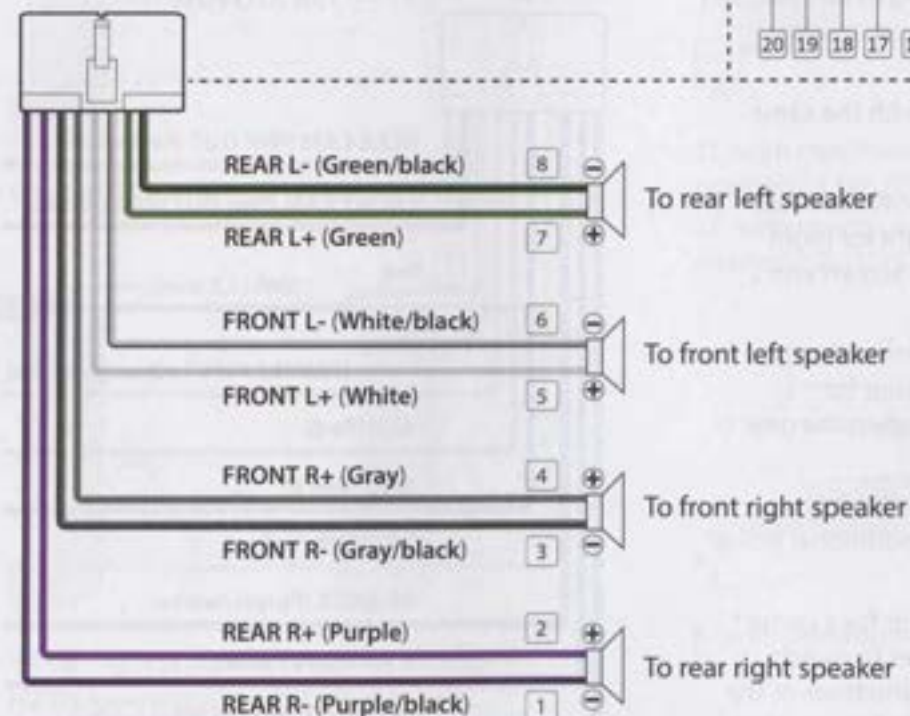 20 19 18 17
REAR L- (Green/black) 8
To rear left speaker
REAR L+ (Green) 7
FRONT L- (White/black) 6
To front left speaker
FRONT L+ (White) 5
FRONT R+ (Gray) 4
To front right speaker
FRONT R- (Gray/black) 3
REAR R+ (Purple) 2
To rear right speaker
REAR R- (Purple/black) 1